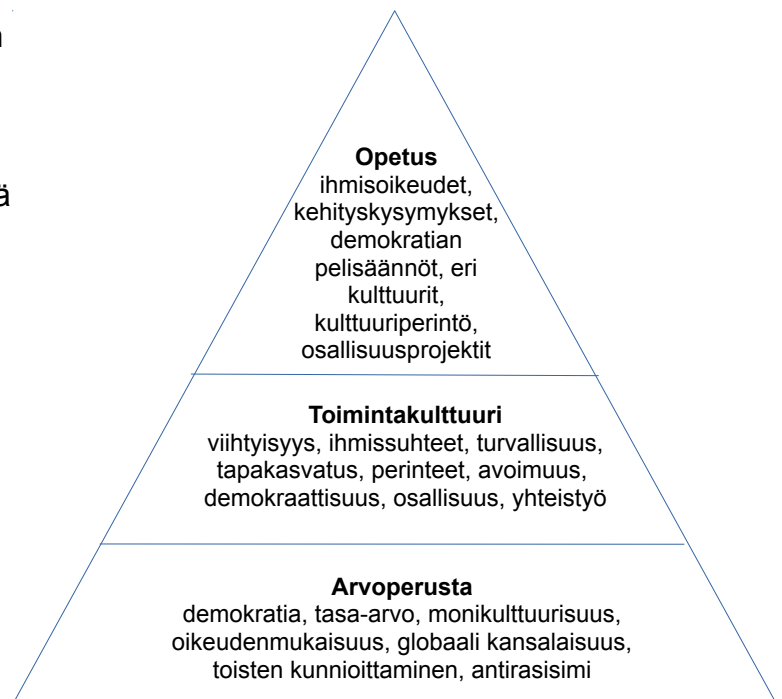 ä
Opetus
ihmisoikeudet,
kehityskysymykset,
demokratian
pelisäännöt, eri
kulttuurit,
kulttuuriperintö,
osallisuusprojektit
Toimintakulttuuri
viihtyisyys, ihmissuhteet, turvallisuus,
tapakasvatus, perinteet, avoimuus,
demokraattisuus, osallisuus, yhteistyö
Arvoperusta
demokratia, tasa-arvo, monikulttuurisuus,
oikeudenmukaisuus, globaali kansalaisuus,
toisten kunnioittaminen, antirasisimi